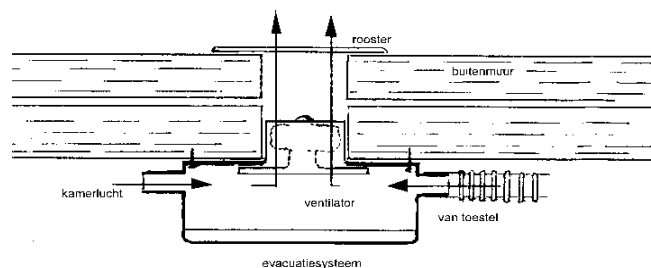 rooster
buitenmuur
kamerlucht
ventilator
van toestel
evacuatiesysteem